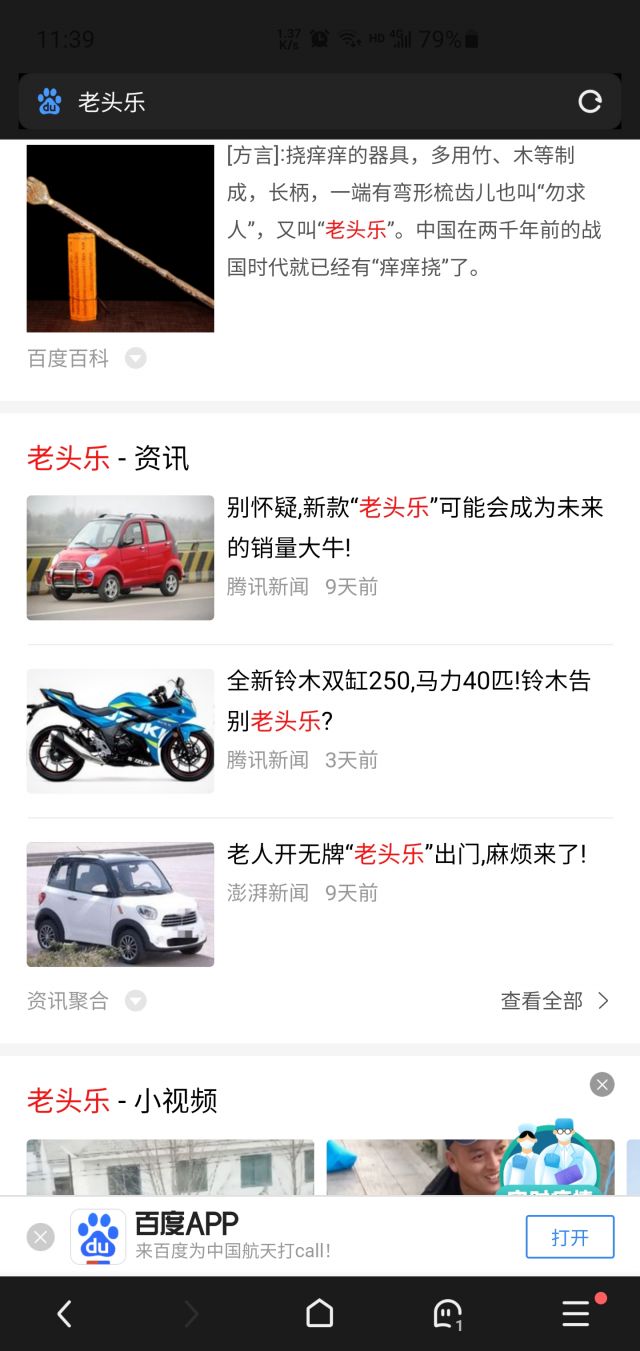 11:39
1.37
K/s
HD
4G
79%
du
老头乐
[方言]:挠痒痒的器具，多用竹、木等制
成，长柄，一端有弯形梳齿儿也叫“勿求
人”，又叫“老头乐”。中国在两千年前的战
国时代就已经有“痒痒挠”了。
百度百科
老头乐 - 资讯
别怀疑,新款“老头乐”可能会成为未来
的销量大牛!
腾讯新闻 9天前
全新铃木双缸250,马力40匹!铃木告
别老头乐?
腾讯新闻 3天前
老人开无牌“老头乐”出门,麻烦来了!
澎湃新闻 9天前
资讯聚合
查看全部
老头乐 - 小视频
du
百度APP
来百度为中国航天打call！
打开
1